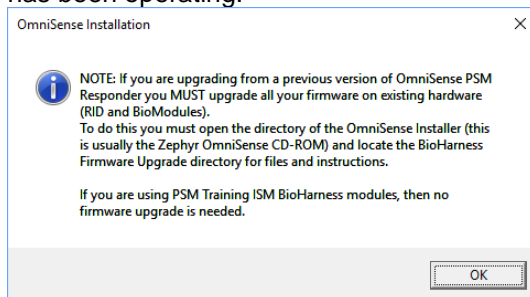 has been operating.
OmniSense Installation
NOTE: If you are upgrading from a previous version of OmniSense PSM
Responder you MUST upgrade all your firmware on existing hardware
(RID and BioModules).
To do this you must open the directory of the OmniSense Installer (this
is usually the Zephyr OmniSense CD-ROM) and locate the BioHarness
Firmware Upgrade directory for files and instructions.
If you are using PSM Training ISM BioHarness modules, then no
firmware upgrade is needed.
OK